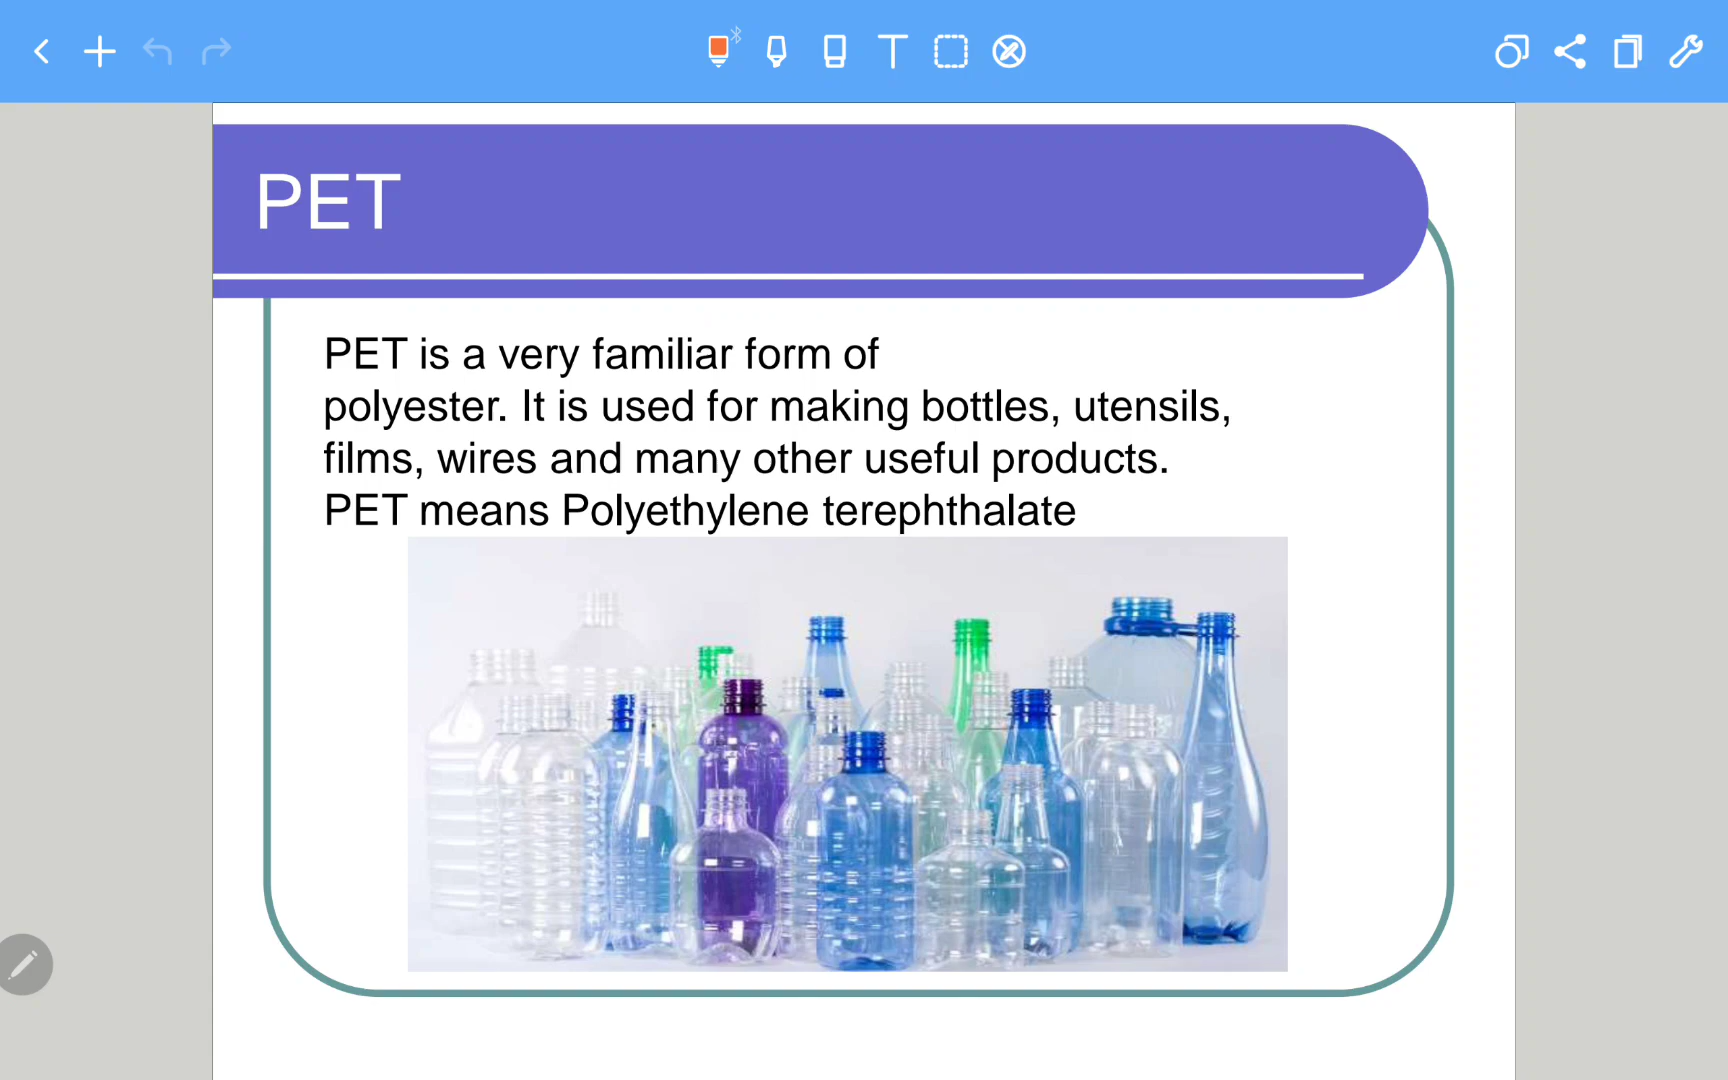 PET
PET is a very familiar form of
polyester. It is used for making bottles, utensils,
films, wires and many other useful products.
PET means Polyethylene terephthalate